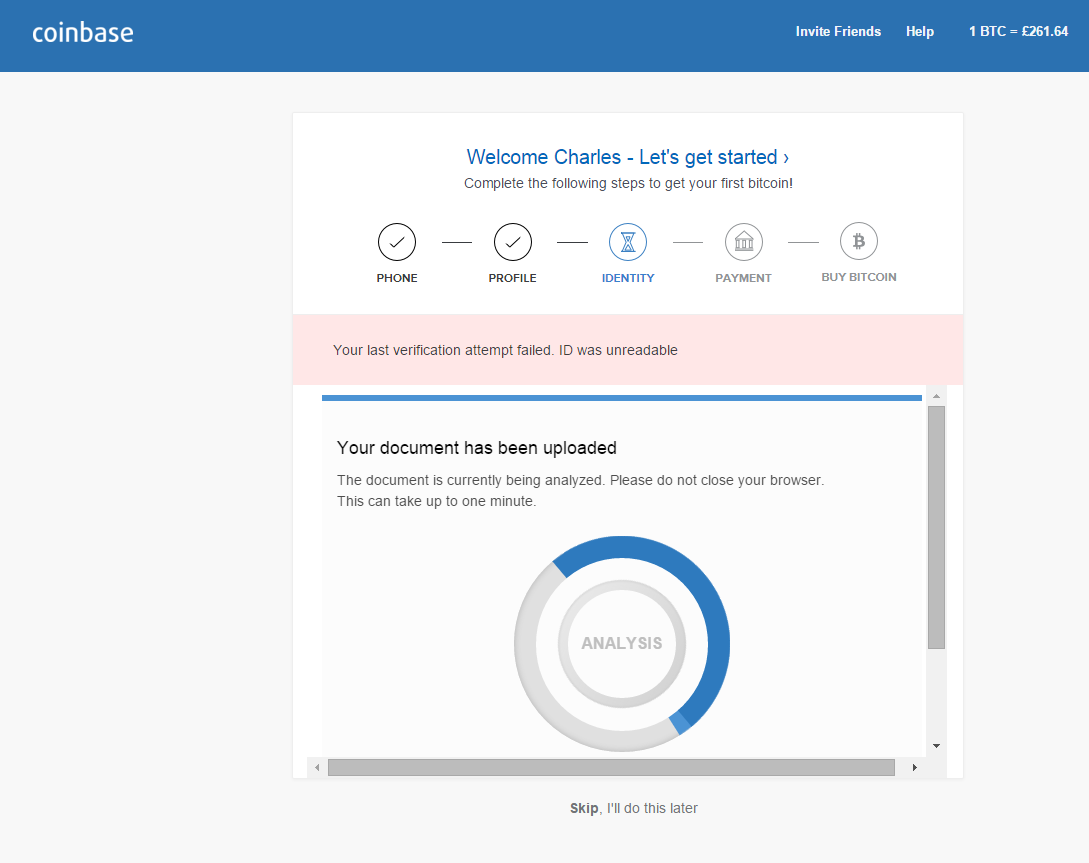 coinbase
Invite Friends
Help
1 BTC = £261.64
Welcome Charles - Let's get started ›
Complete the following steps to get your first bitcoin!
PHONE
PROFILE
IDENTITY
PAYMENT
BUY BITCOIN
Your last verification attempt failed. ID was unreadable
Your document has been uploaded
The document is currently being analyzed. Please do not close your browser.
This can take up to one minute.
ANALYSIS
Skip, I'll do this later